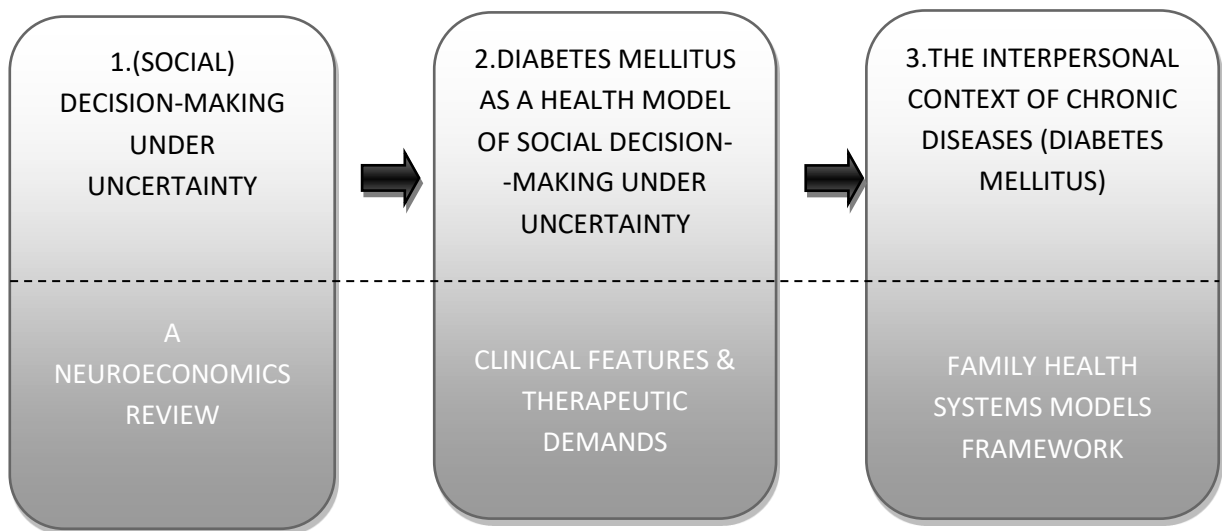 1.(SOCIAL)
DECISION-MAKING
UNDER
UNCERTAINTY
A
NEUROECONOMICS
REVIEW
2.DIABETES MELLITUS
AS A HEALTH MODEL
OF SOCIAL DECISION-
-MAKING UNDER
UNCERTAINTY
CLINICAL FEATURES &
THERAPEUTIC
DEMANDS
3.THE INTERPERSONAL
CONTEXT OF CHRONIC
DISEASES (DIABETES
MELLITUS)
FAMILY HEALTH
SYSTEMS MODELS
FRAMEWORK